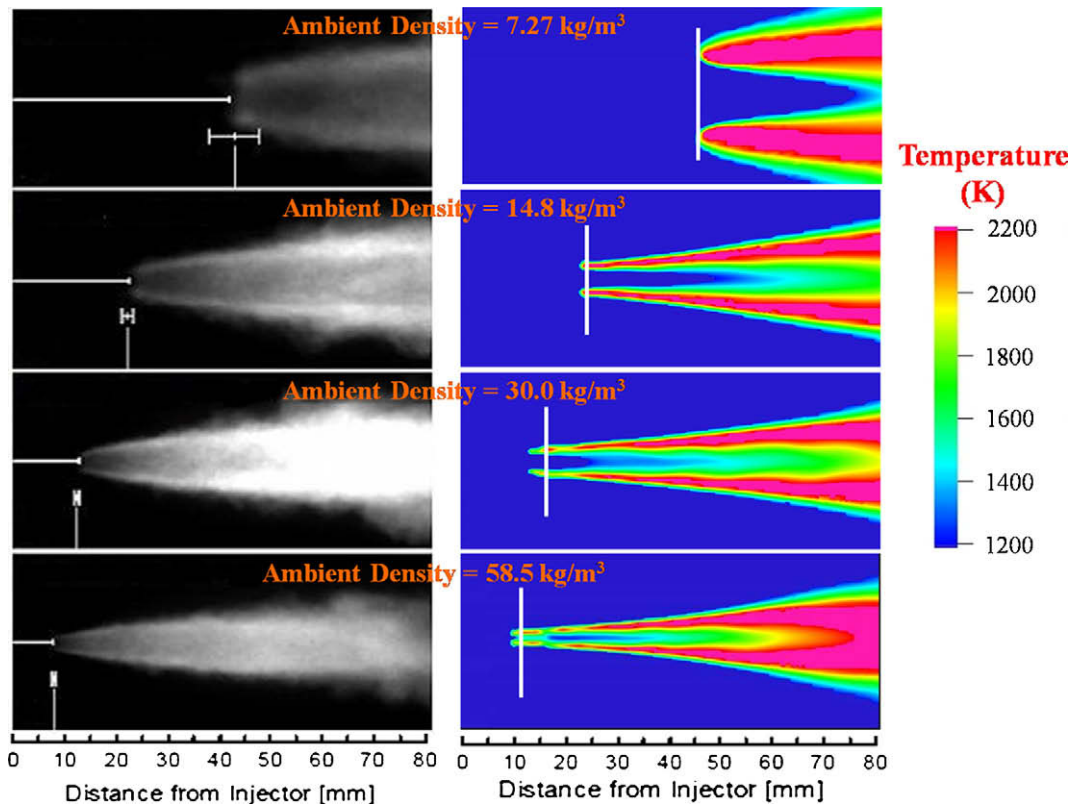 Ambient Density = 7.27 kg/m³
Ambient Density = 14.8 kg/m³
Ambient Density = 30.0 kg/m³
Ambient Density = 58.5 kg/m³
Temperature
(K)
2200
2000
1800
1600
1400
1200
0 10 20 30 40 50 60 70 80
Distance from Injector [mm]
0 10 20 30 40 50 60 70 80
Distance from Injector [mm]